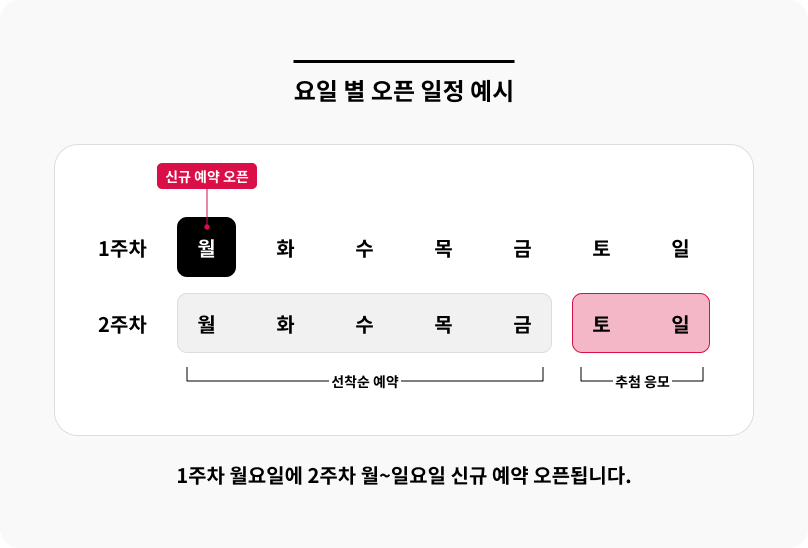 요일 별 오픈 일정 예시
신규 예약 오픈
1주차 월 화 수 목 금 토 일
2주차 월 화 수 목 금 토 일
선착순 예약 추첨 응모
1주차 월요일에 2주차 월~일요일 신규 예약 오픈됩니다.